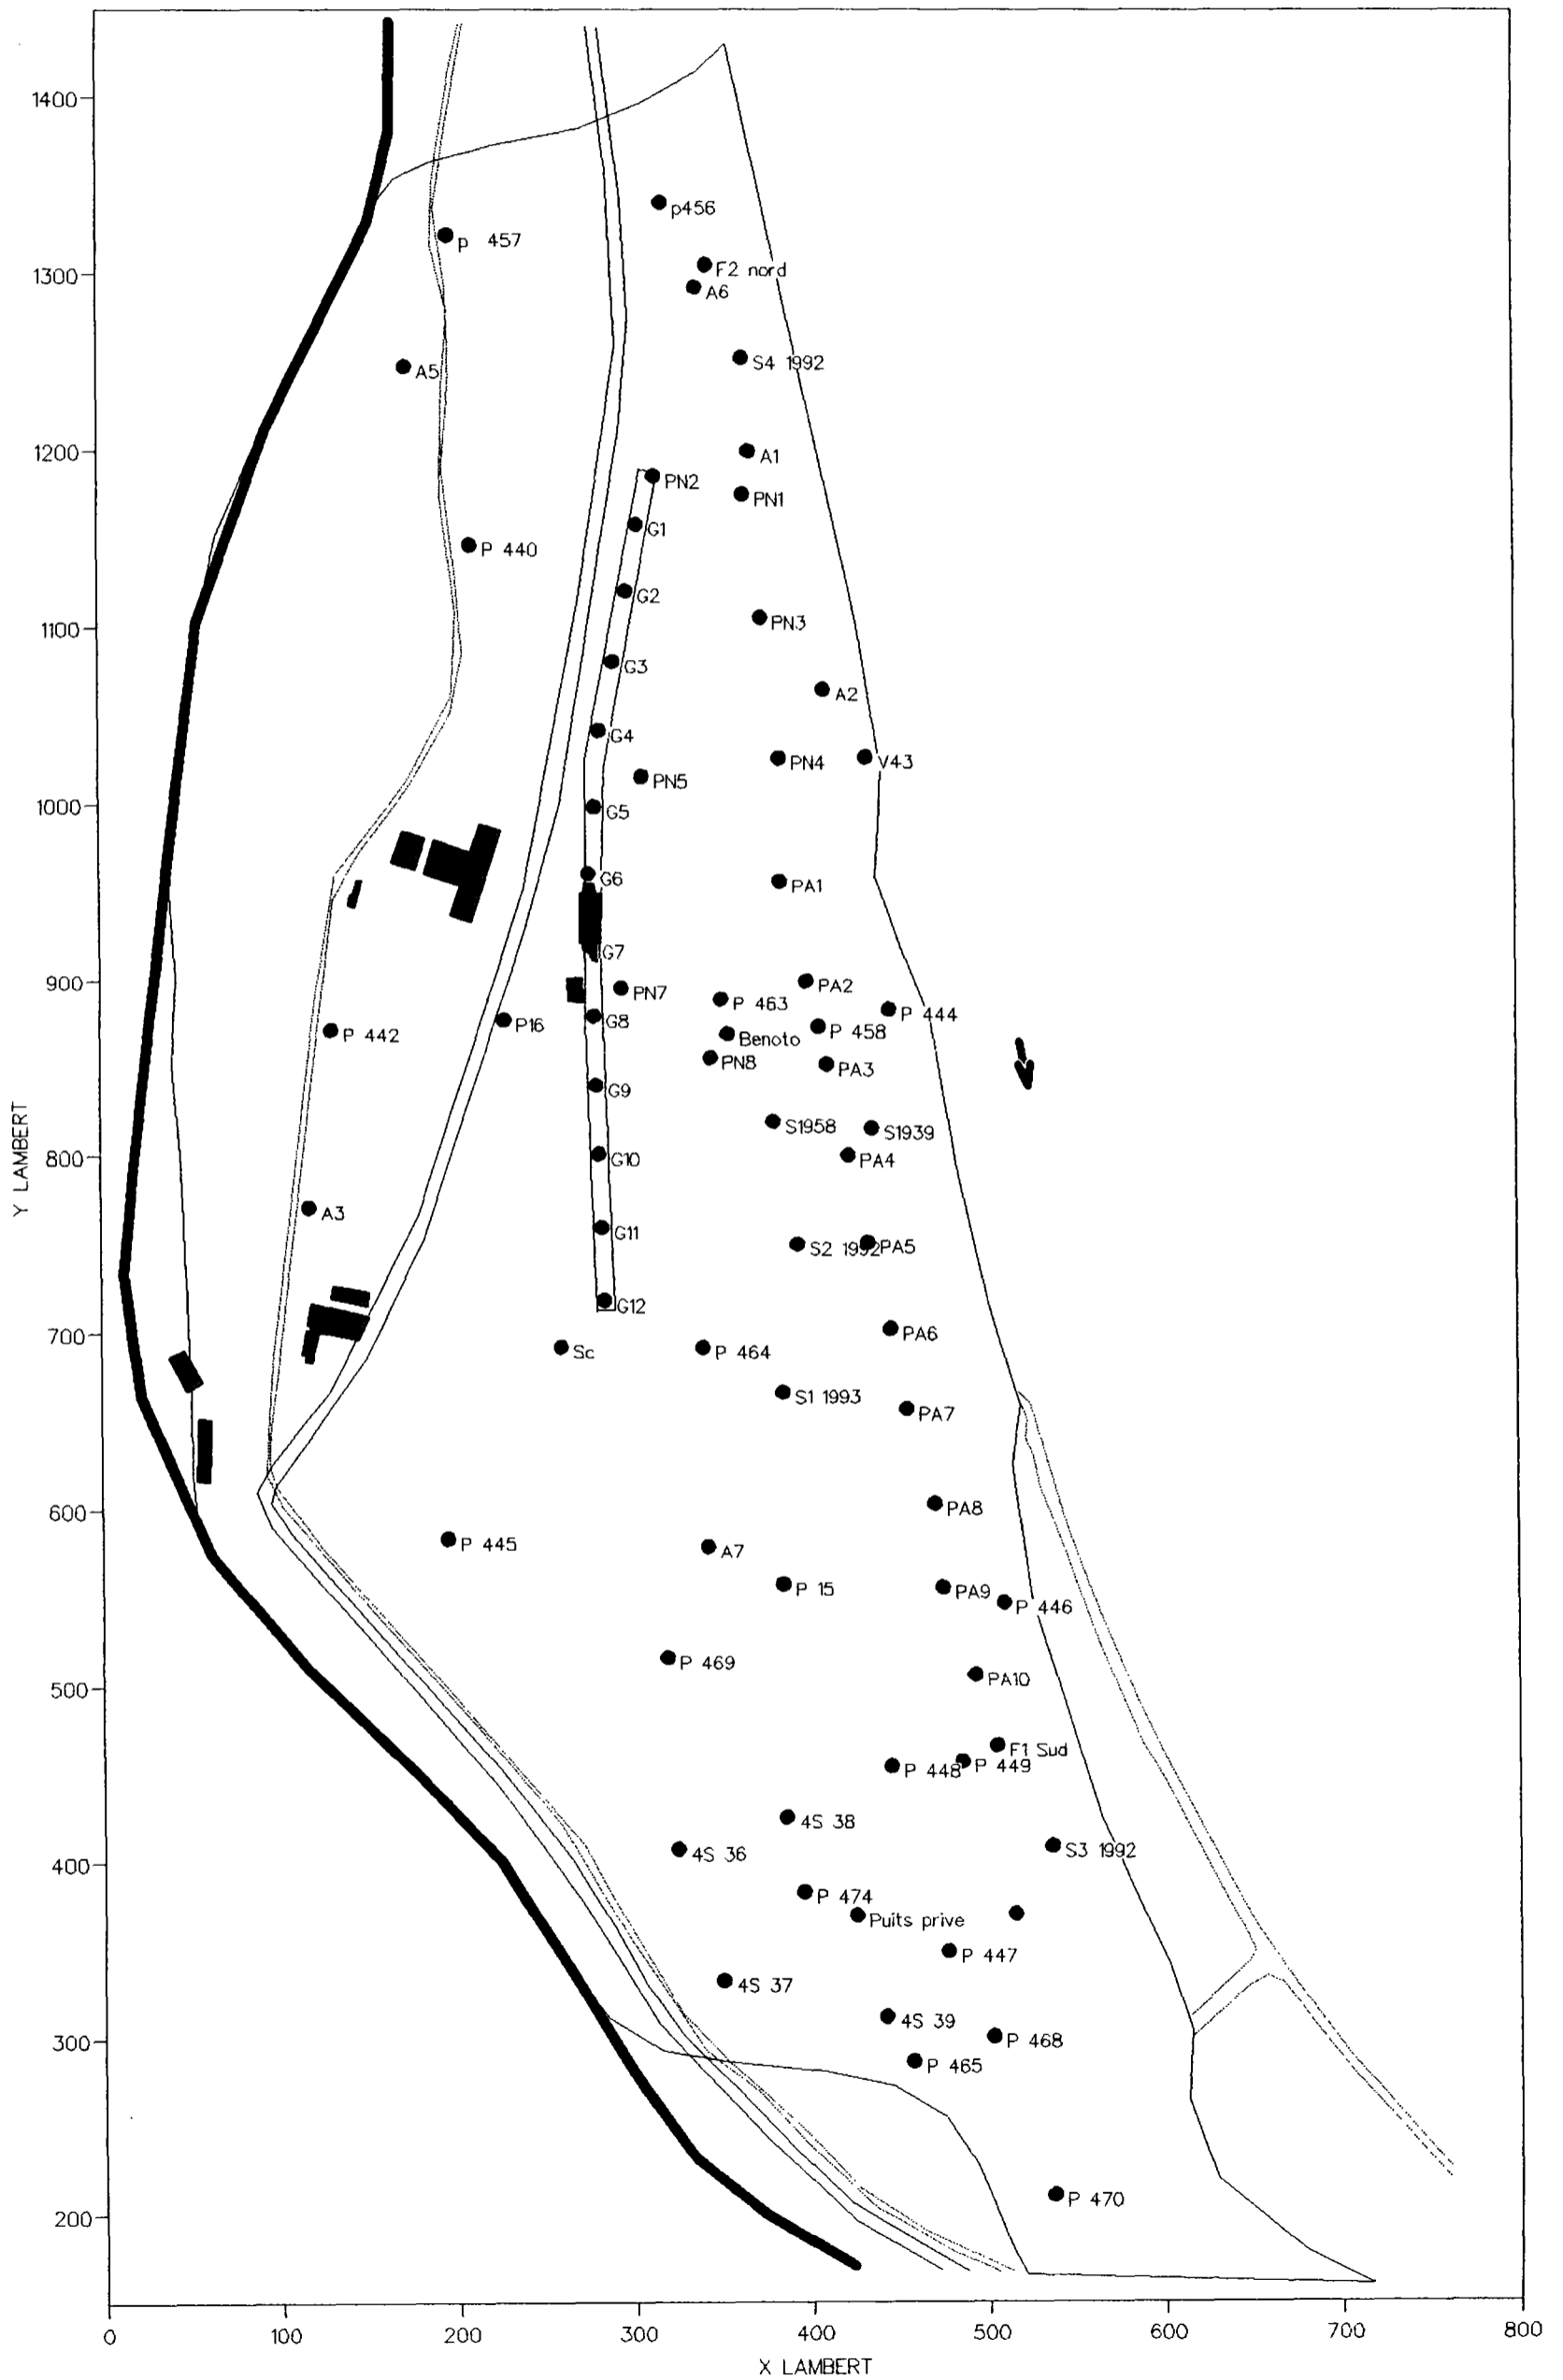 1400
p456
p 457
1300
F2 nord
A6
S4 1992
A5
1200
A1
PN2
PN1
G1
P 440
G2
1100
PN3
G3
A2
G4
PN4
V43
PN5
1000
G5
G6
PA1
G7
900
PA2
PN7
P 463
P 444
G8
P16
P 442
P 458
Benoto
PN8
PA3
G9
Y LAMBERT
S1958
S1939
800
G10
PA4
A3
G11
S2 1992
PA5
G12
700
PA6
Sc
P 464
S1 1993
PA7
600
PA8
P 445
A7
P 15
PA9
P 446
P 469
500
PA10
F1 Sud
P 448
P 449
4S 38
400
4S 36
S3 1992
P 474
Puits prive
P 447
4S 37
300
4S 39
P 468
P 465
200
P 470
0 100 200 300 400 500 600 700 800
X LAMBERT